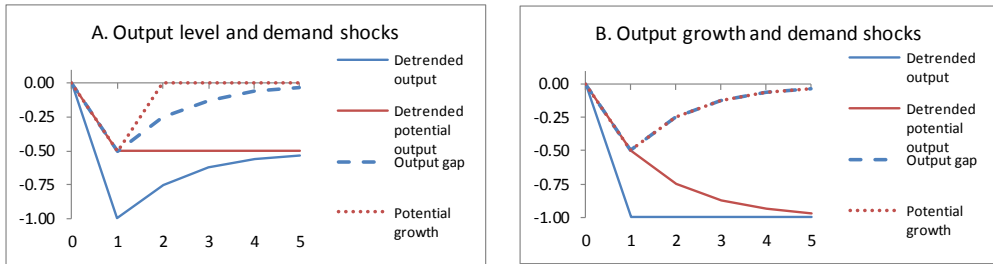 A. Output level and demand shocks
0.00
-0.25
-0.50
-0.75
-1.00
0 1 2 3 4 5
Detrended
output
Detrended
potential
output
Output gap
Potential
growth
B. Output growth and demand shocks
0.00
-0.25
-0.50
-0.75
-1.00
0 1 2 3 4 5
Detrended
output
Detrended
potential
output
Output gap
Potential
growth